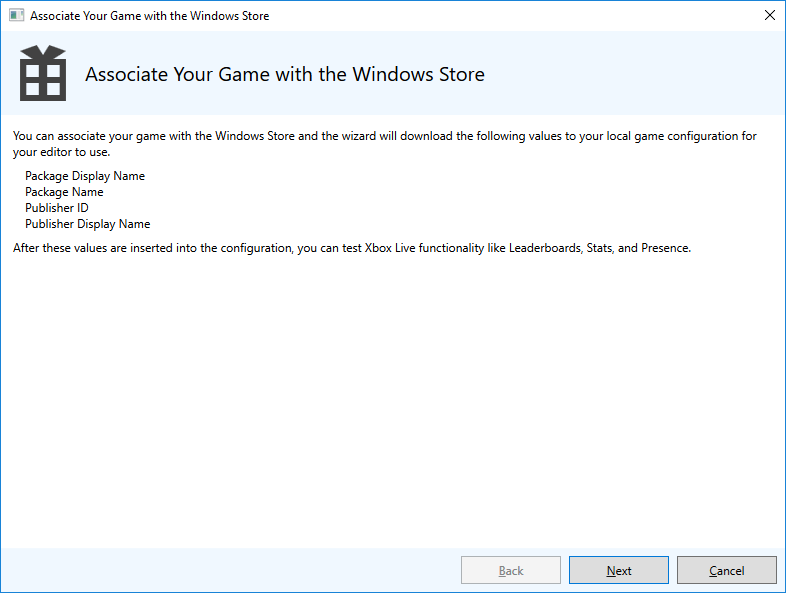 Associate Your Game with the Windows Store
Associate Your Game with the Windows Store
You can associate your game with the Windows Store and the wizard will download the following values to your local game configuration for
your editor to use.
Package Display Name
Package Name
Publisher ID
Publisher Display Name
After these values are inserted into the configuration, you can test Xbox Live functionality like Leaderboards, Stats, and Presence.
Back
Next
Cancel